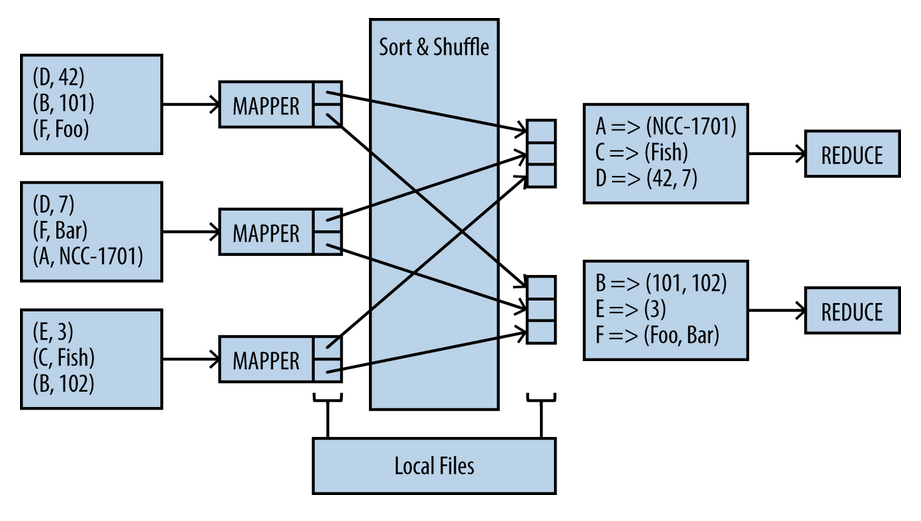 Sort & Shuffle
(D, 42)
(B, 101)
(F, Foo)
MAPPER
A => (NCC-1701)
C => (Fish)
D => (42, 7)
REDUCE
(D, 7)
(F, Bar)
(A, NCC-1701)
MAPPER
B => (101, 102)
E => (3)
F => (Foo, Bar)
REDUCE
(E, 3)
(C, Fish)
(B, 102)
MAPPER
Local Files